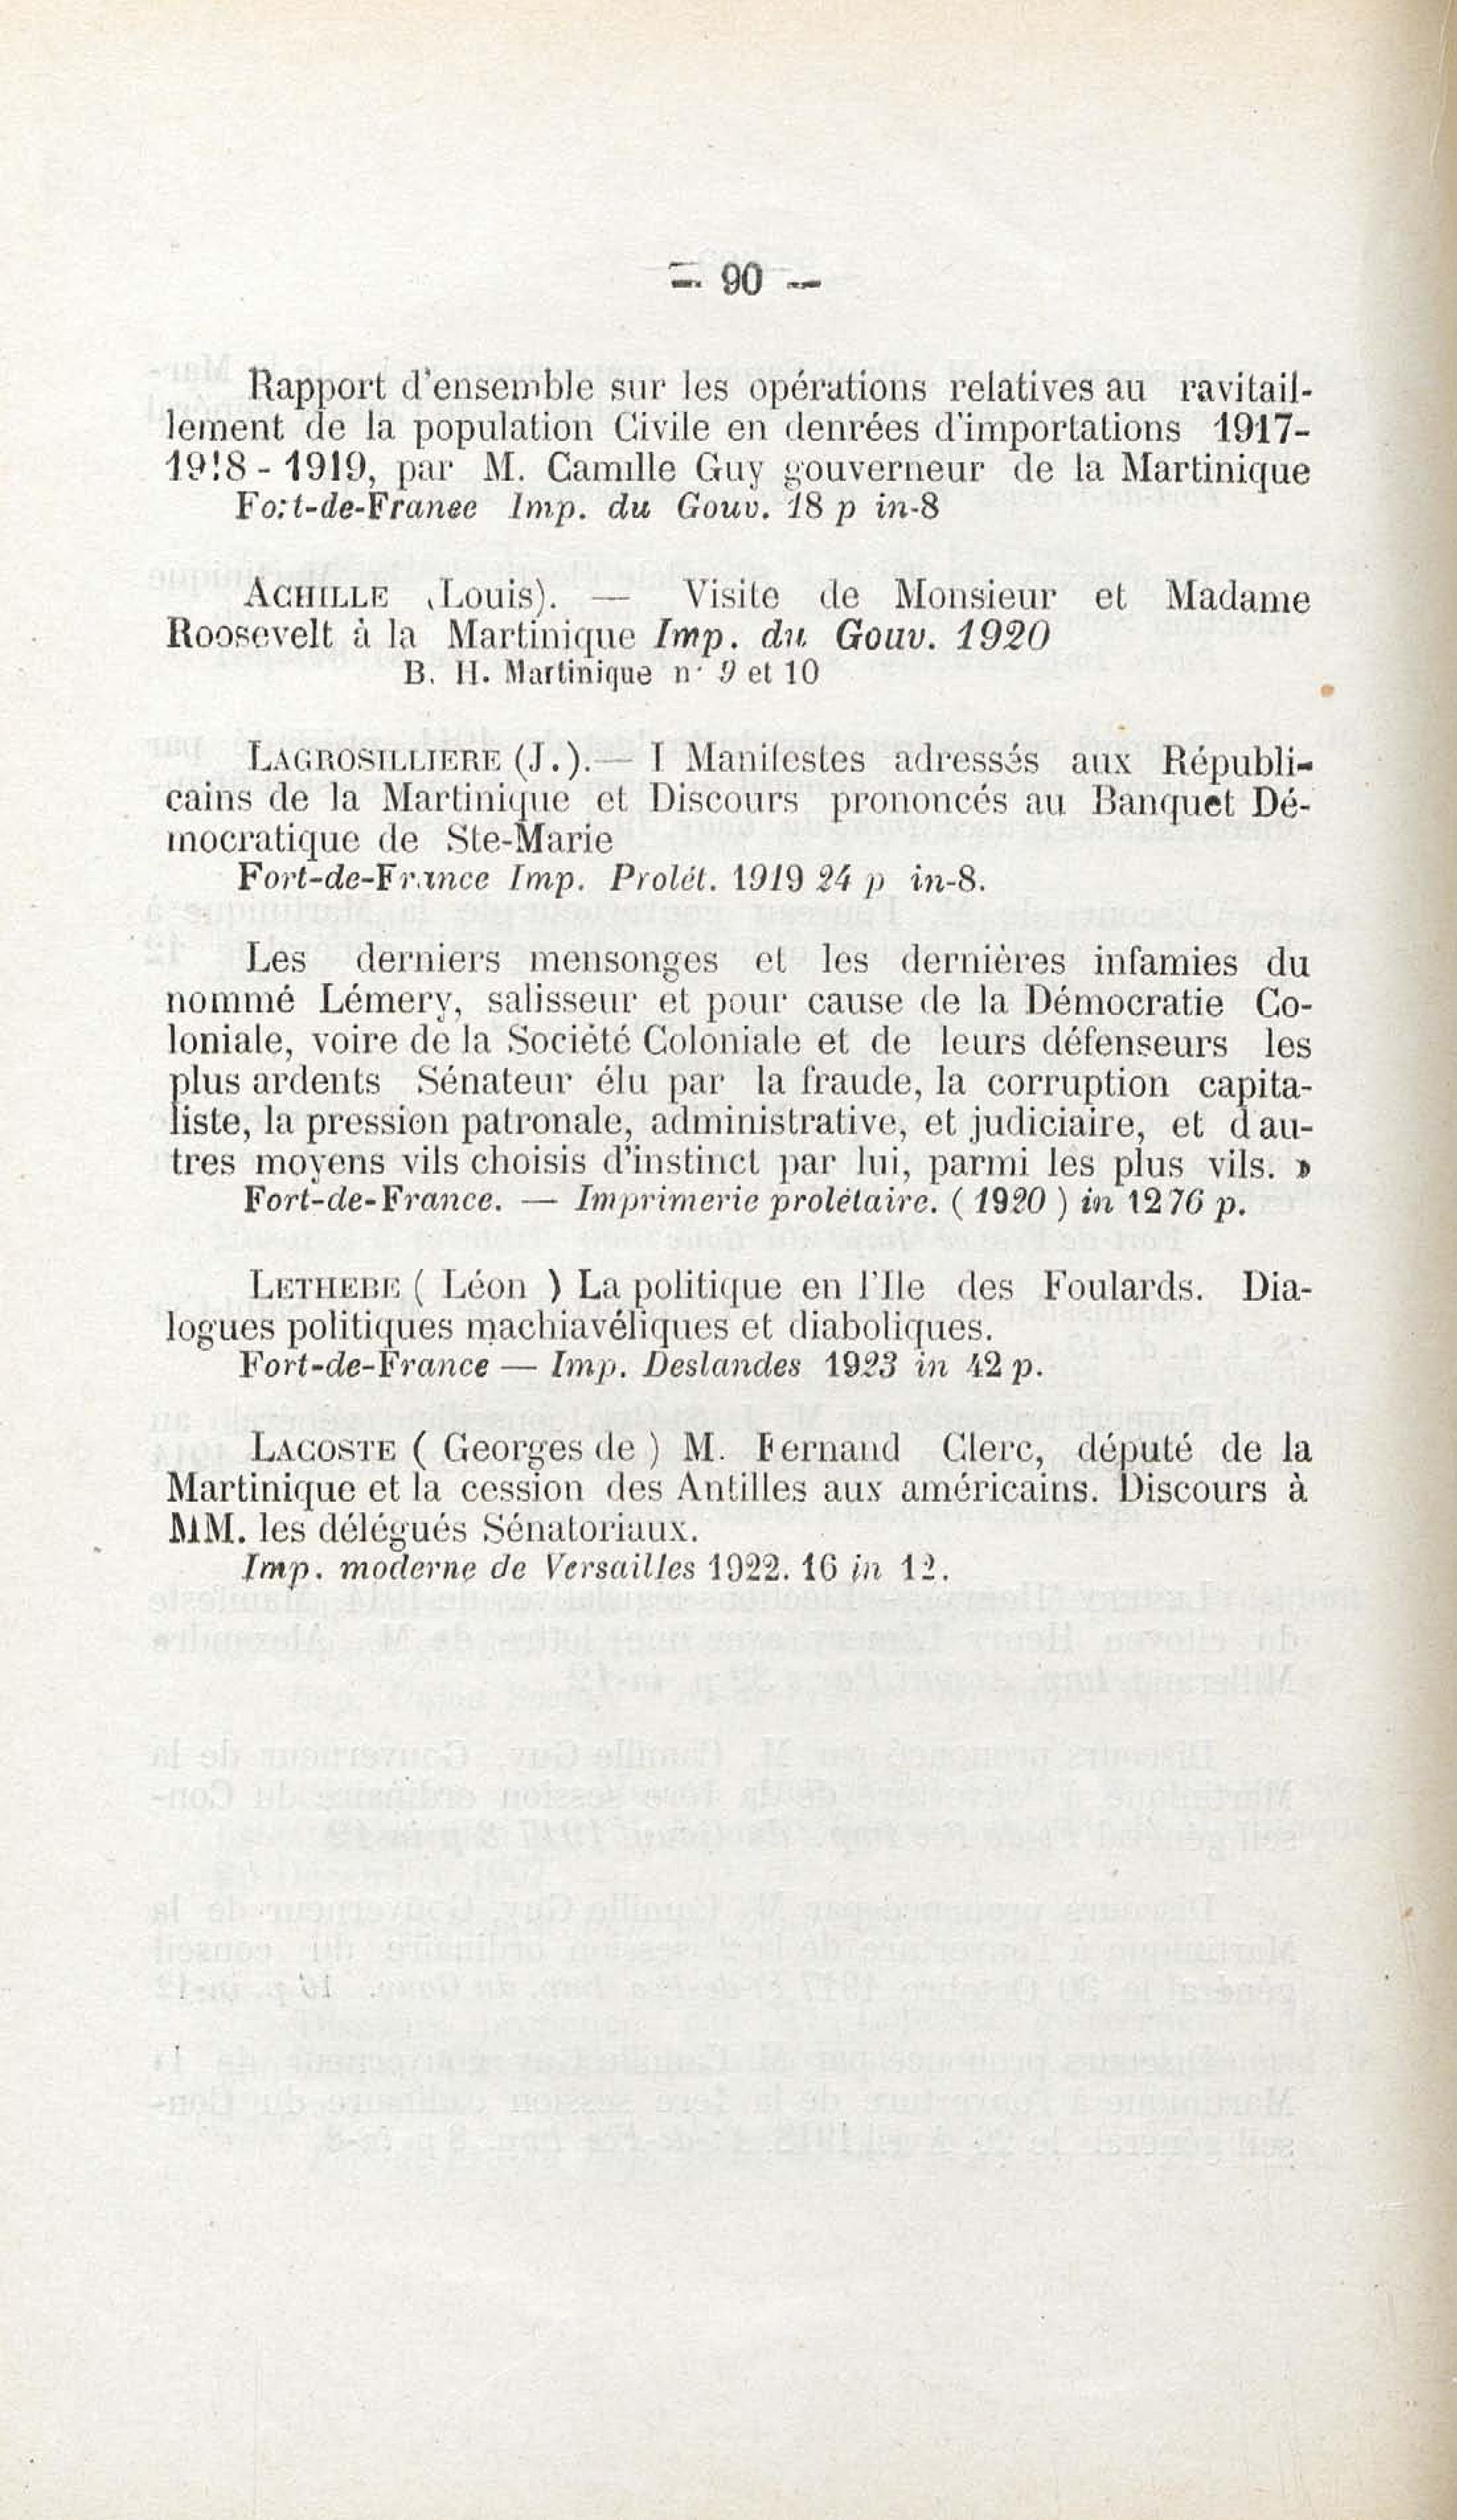 — 90 —
Rapport d'ensemble sur les opérations relatives au ravitail-
lement de la population Civile en denrées d'importations 1917-
19!8 - 1919, par M. Camille Guy gouverneur de la Martinique
Fort-de-Franec Imp. du Gouv. 18 p in-8
ACHILLE (Louis). — Visite de Monsieur et Madame
Roosevelt à la Martinique Imp. du Gouv. 1920
B. H. Martinique n· 9 et 10
LAGROSILLIERE (J.).— I Manifestes adressés aux Républi-
cains de la Martinique et Discours prononcés au Banquet Dé-
mocratique de Ste-Marie
Fort-de-France Imp. Prolét. 1919 24 p in-8.
Les derniers mensonges et les dernières infamies du
nommé Lémery, salisseur et pour cause de la Démocratie Co-
loniale, voire de la Société Coloniale et de leurs défenseurs les
plus ardents Sénateur élu par la fraude, la corruption capita-
liste, la pression patronale, administrative, et judiciaire, et d au-
tres moyens vils choisis d'instinct par lui, parmi les plus vils. »
Fort-de-France. — Imprimerie prolétaire. ( 1920 ) in 12 76 p.
LETHEBE ( Léon ) La politique en l'Ile des Foulards. Dia-
logues politiques machiavéliques et diaboliques.
Fort-de-France — Imp. Deslandes 1923 in 42 p.
LACOSTE ( Georges de ) M. Fernand Clerc, député de la
Martinique et la cession des Antilles aux américains. Discours à
MM. les délégués Sénatoriaux.
Imp. moderne de Versailles 1922. 16 in 12.